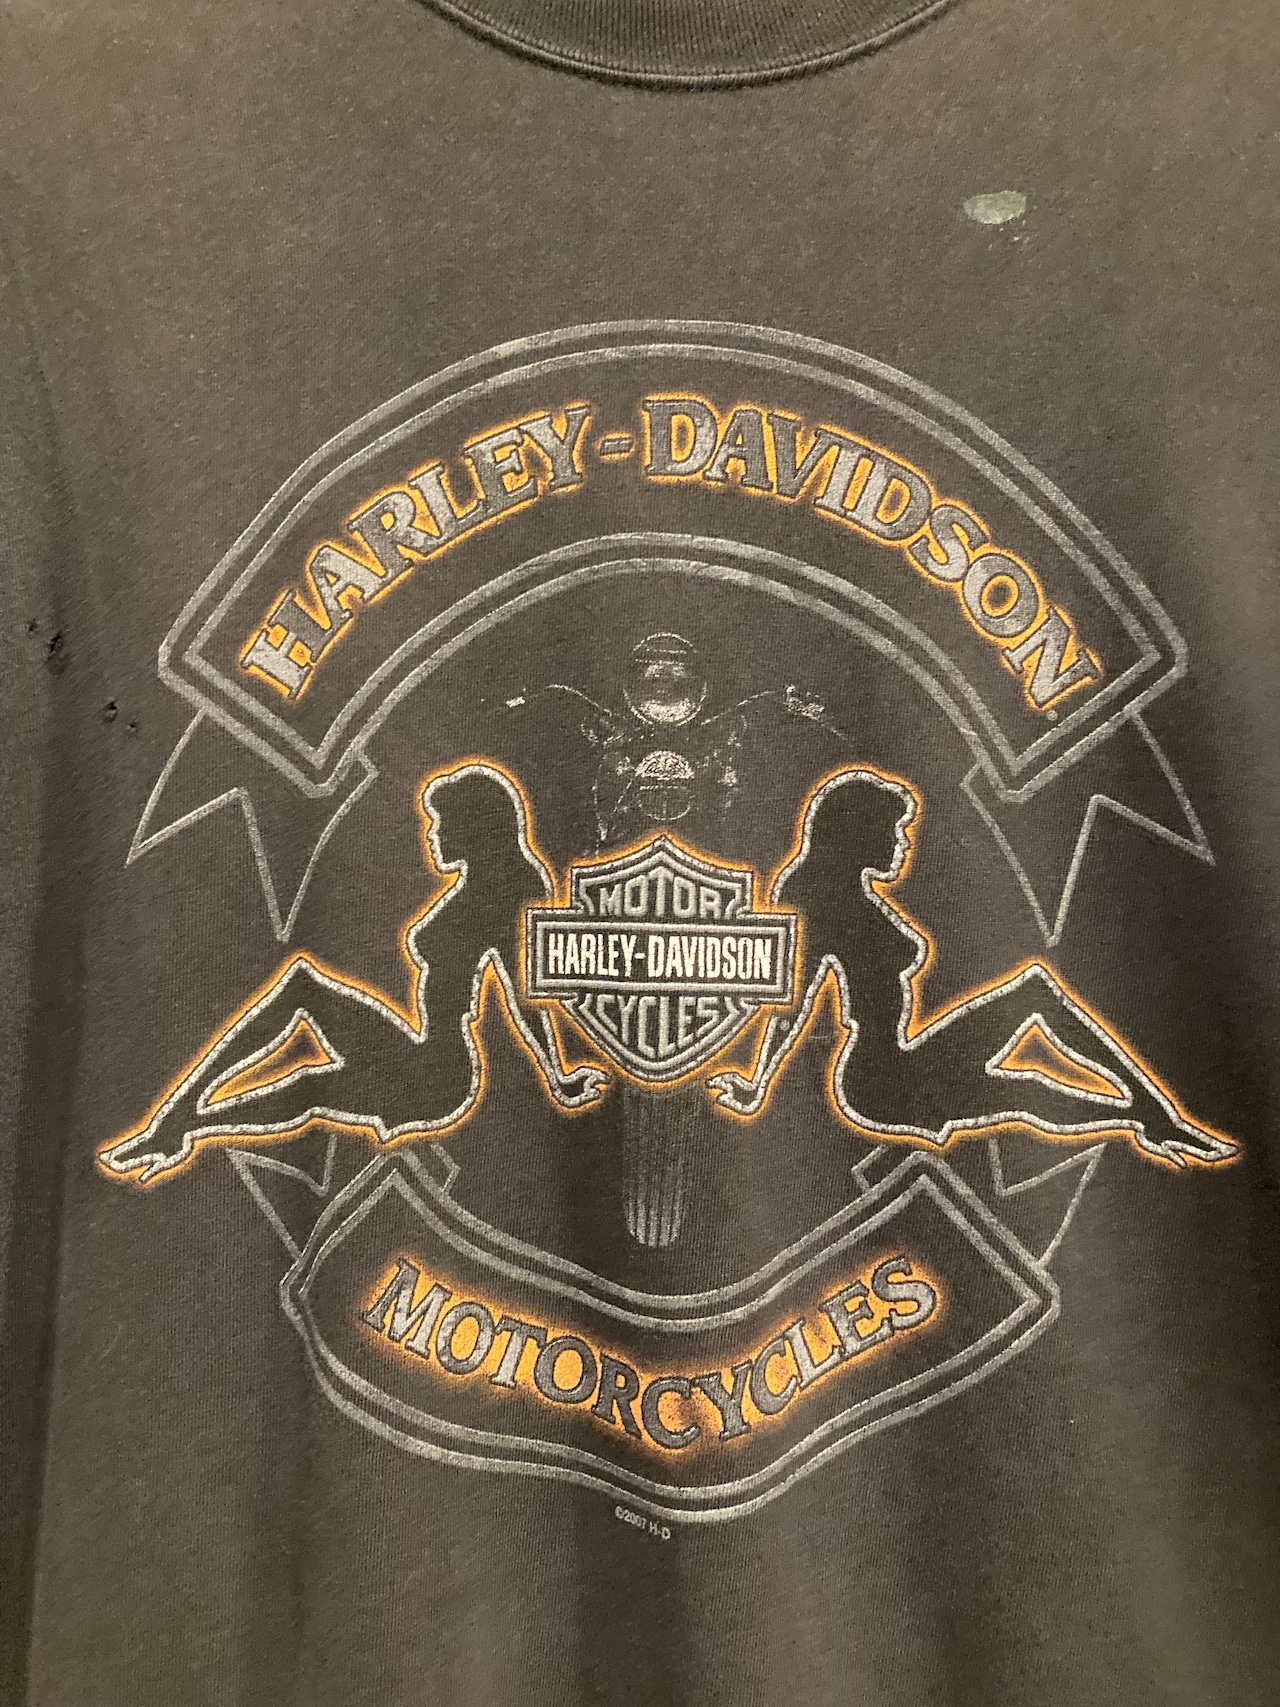 HARLEY-DAVIDSON
MOTOR
HARLEY-DAVIDSON
CYCLES
MOTORCYCLES
©2007 H-D